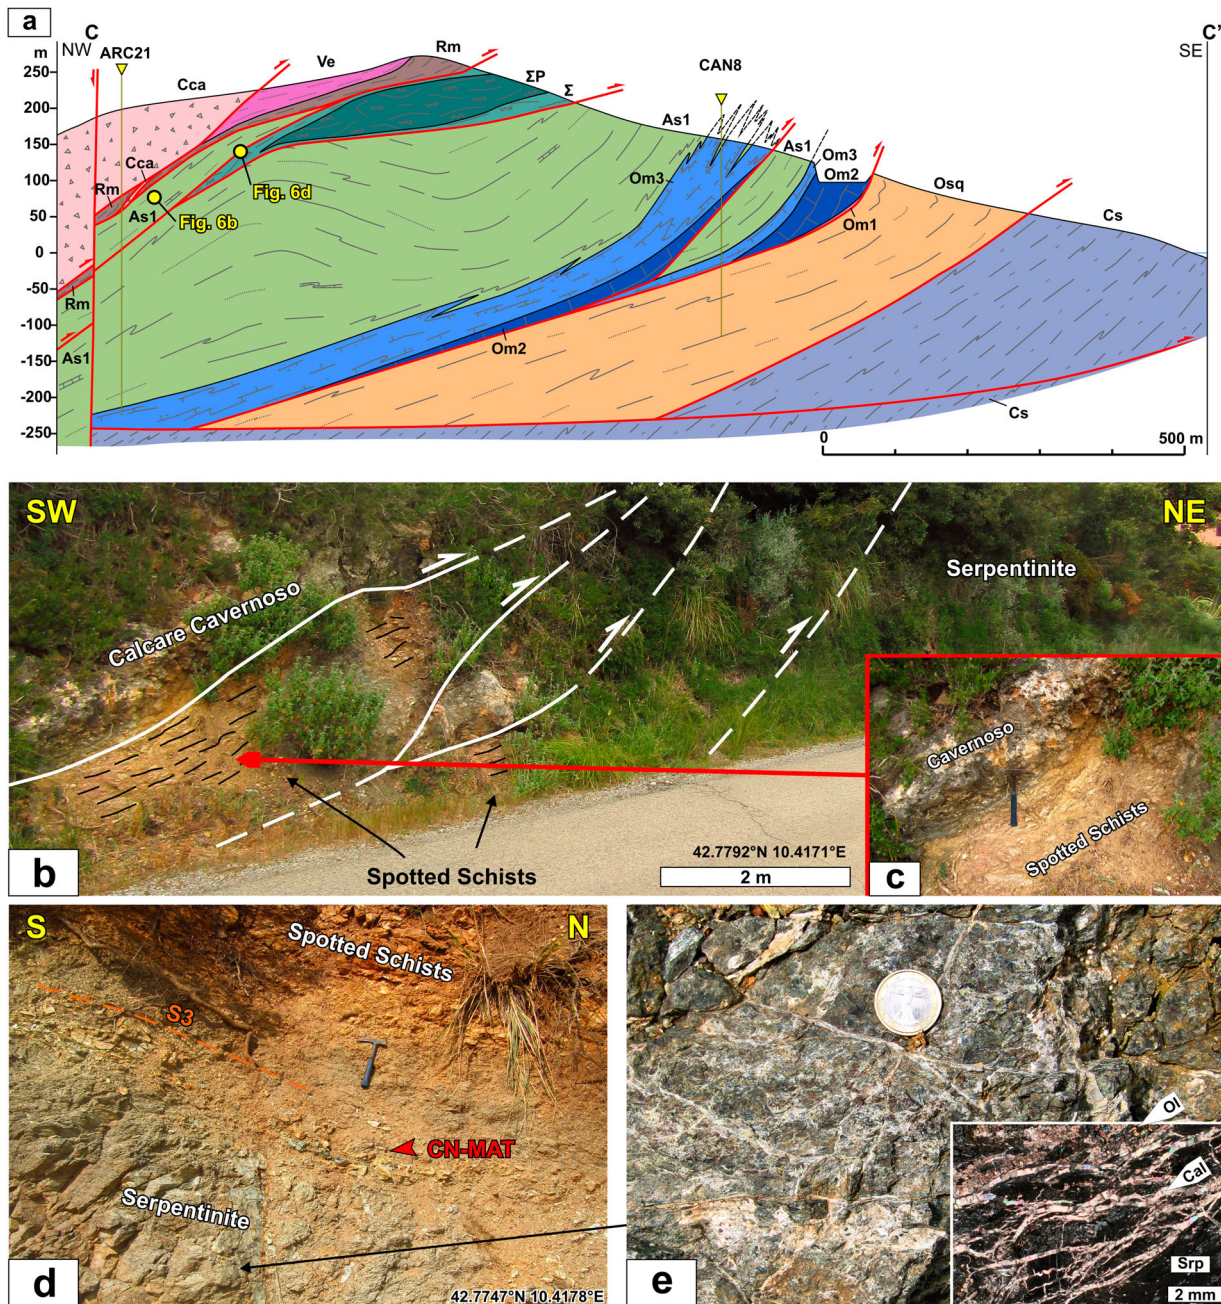 a
C
C'
NW
SE
m
ARC21
Cca
Ve
Rm
ΣP
Σ
CAN8
250
200
150
100
50
0
-50
-100
-150
-200
-250
As1
As1
Om3
Om3
Om2
Om1
Osq
Cs
Cca
Rm
As1
Fig. 6d
Fig. 6b
Rm
As1
Om2
Cs
0
500 m
SW
NE
Calcare Cavernoso
Serpentinite
Spotted Schists
42.7792°N 10.4171°E
2 m
b
Cavernoso
Spotted Schists
c
S
N
Spotted Schists
S3
CN-MAT
Serpentinite
42.7747°N 10.4178°E
d
Ol
Cal
Srp
2 mm
e